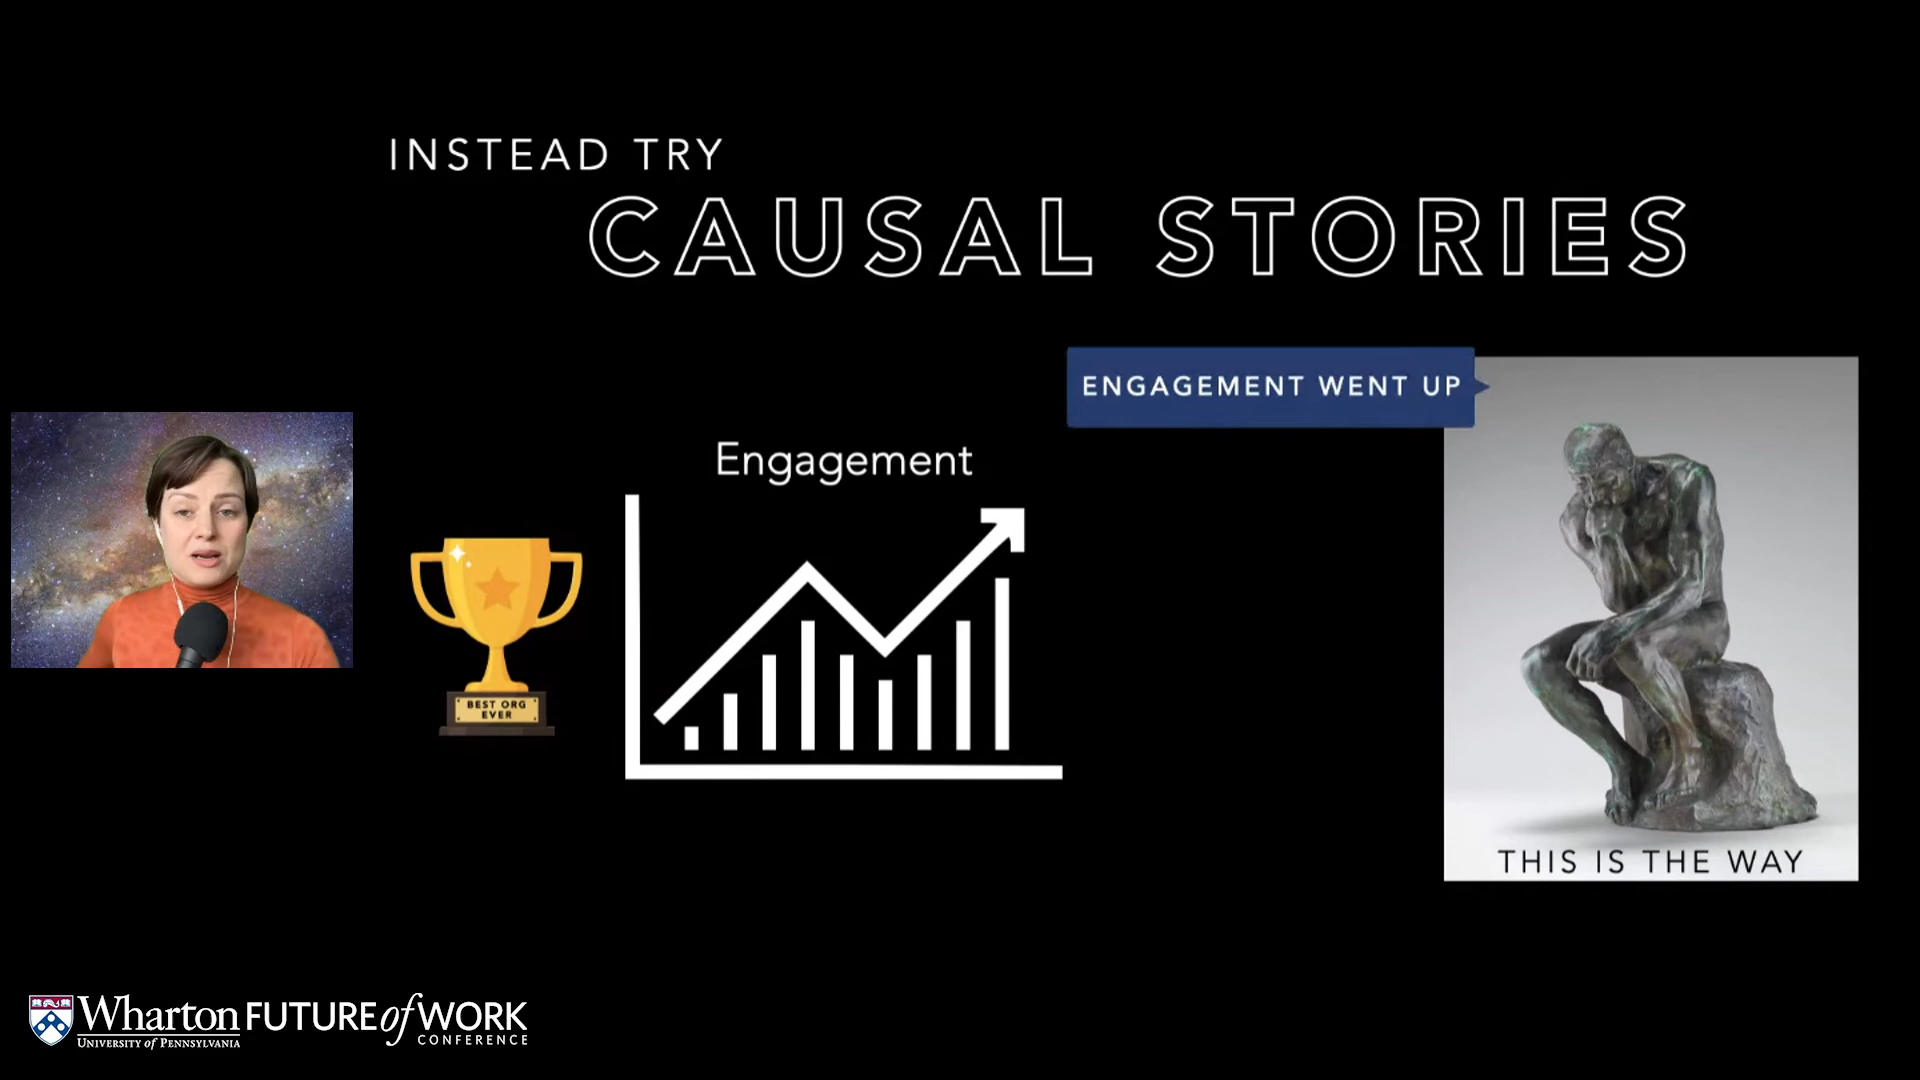 INSTEAD TRY
CAUSAL STORIES
ENGAGEMENT WENT UP
Engagement
BEST ORG
EVER
THIS IS THE WAY
Wharton FUTURE of WORK
UNIVERSITY of PENNSYLVANIA CONFERENCE